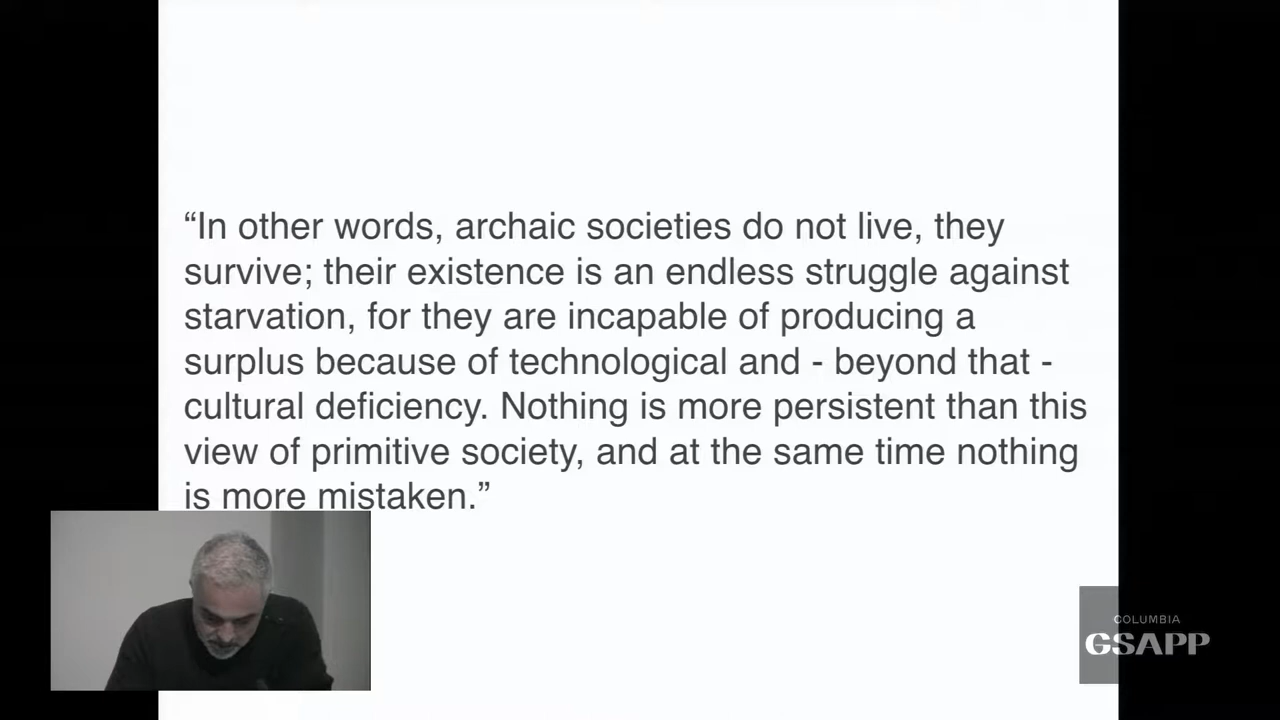 “In other words, archaic societies do not live, they
survive; their existence is an endless struggle against
starvation, for they are incapable of producing a
surplus because of technological and - beyond that -
cultural deficiency. Nothing is more persistent than this
view of primitive society, and at the same time nothing
is more mistaken.”
COLUMBIA
GSAPP